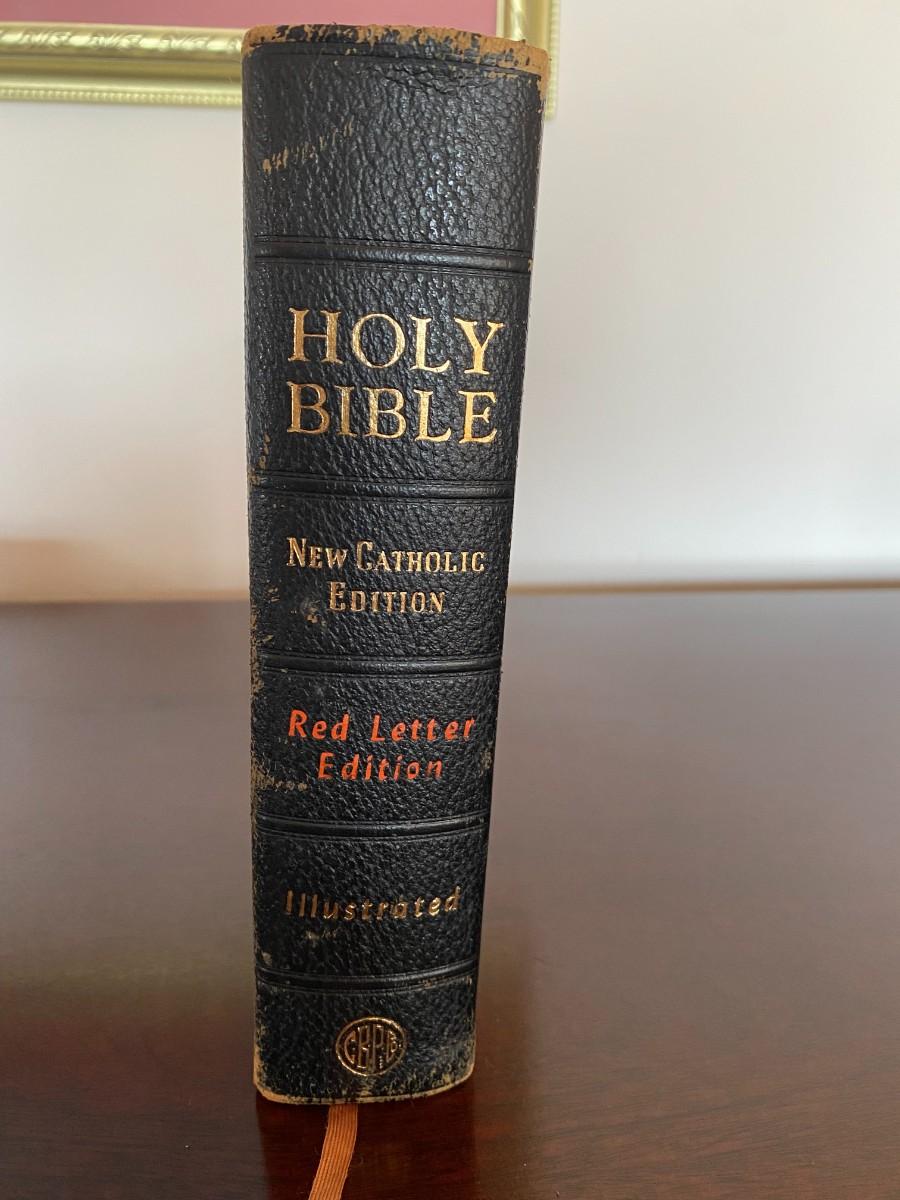 HOLY
BIBLE
NEW CATHOLIC
EDITION
Red Letter
Edition
Illustrated